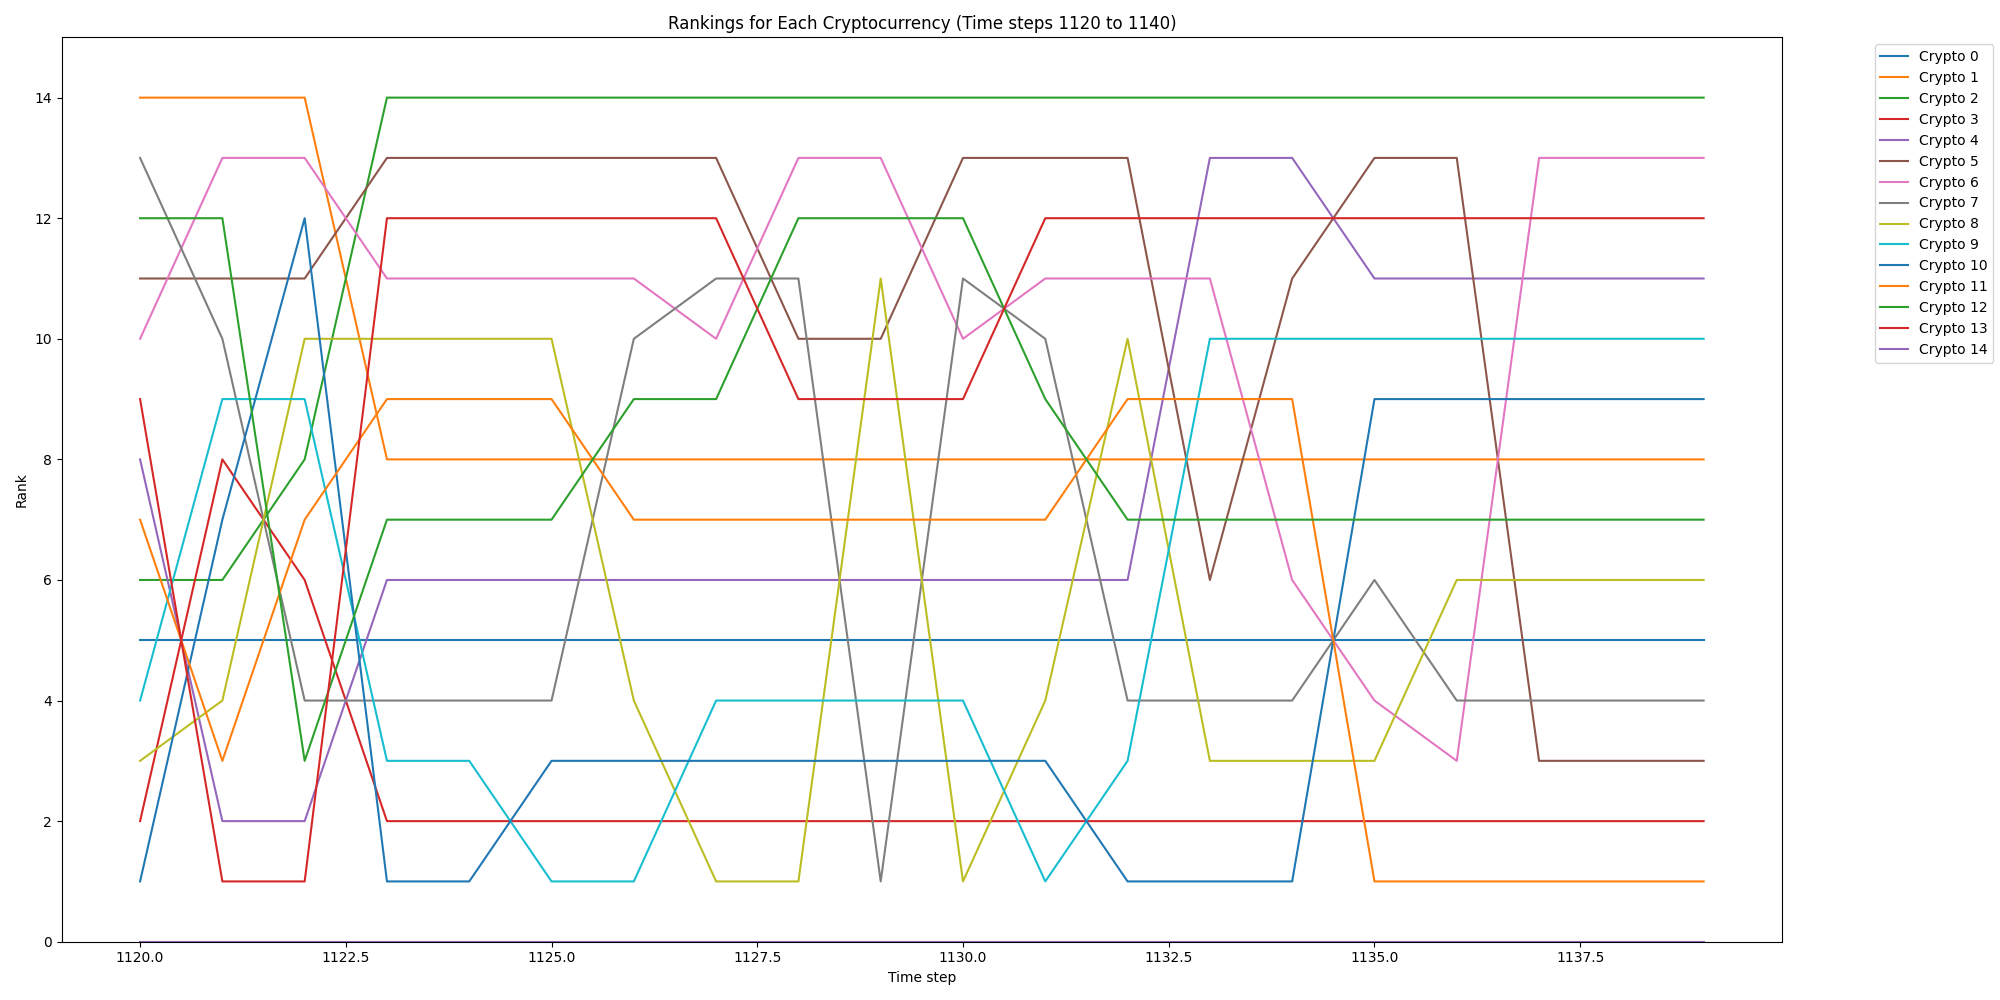 Rankings for Each Cryptocurrency (Time steps 1120 to 1140)
Crypto 0
Crypto 1
Crypto 2
Crypto 3
Crypto 4
Crypto 5
Crypto 6
Crypto 7
Crypto 8
Crypto 9
Crypto 10
Crypto 11
Crypto 12
Crypto 13
Crypto 14
Rank
14
12
10
8
6
4
2
0
1120.0 1122.5 1125.0 1127.5 1130.0 1132.5 1135.0 1137.5
Time step